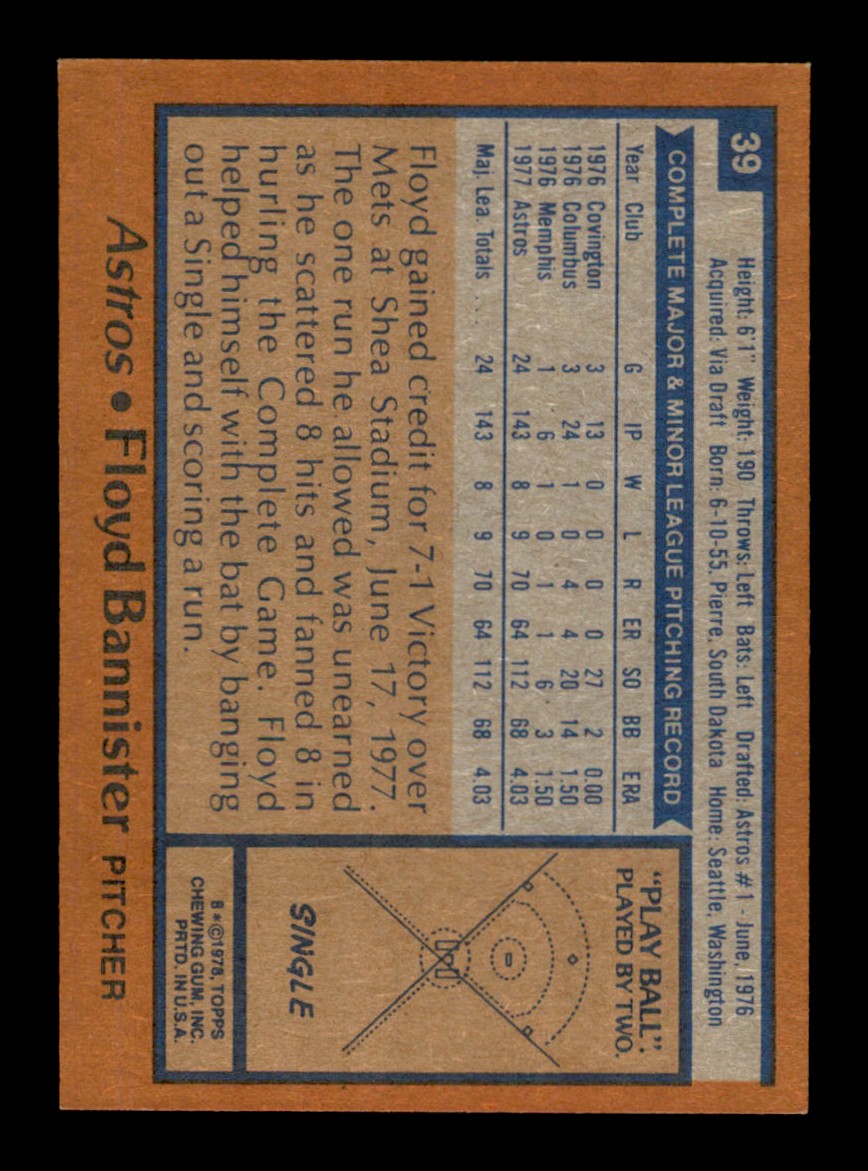 39
Height: 6'1" Weight: 190 Throws: Left Bats: Left Drafted: Astros #1 - June, 1976
Acquired: Via Draft Born: 6-10-55, Pierre, South Dakota Home: Seattle, Washington
COMPLETE MAJOR & MINOR LEAGUE PITCHING RECORD
Year Club G IP W L R ER SO BB ERA
1976 Covington 3 13 0 0 0 0 27 2 0.00
1976 Columbus 3 24 1 0 4 4 20 14 1.50
1976 Memphis 1 6 1 0 1 1 6 3 1.50
1977 Astros 24 143 8 9 70 64 112 68 4.03
Maj. Lea. Totals .... 24 143 8 9 70 64 112 68 4.03
Floyd gained credit for 7-1 Victory over
Mets at Shea Stadium, June 17, 1977.
The one run he allowed was unearned
as he scattered 8 hits and fanned 8 in
hurling the Complete Game. Floyd
helped himself with the bat by banging
out a Single and scoring a run.
"PLAY BALL":
PLAYED BY TWO.
SINGLE
B*©1978, TOPPS
CHEWING GUM, INC.
PRTD. IN U.S.A.
Astros • Floyd Bannister PITCHER